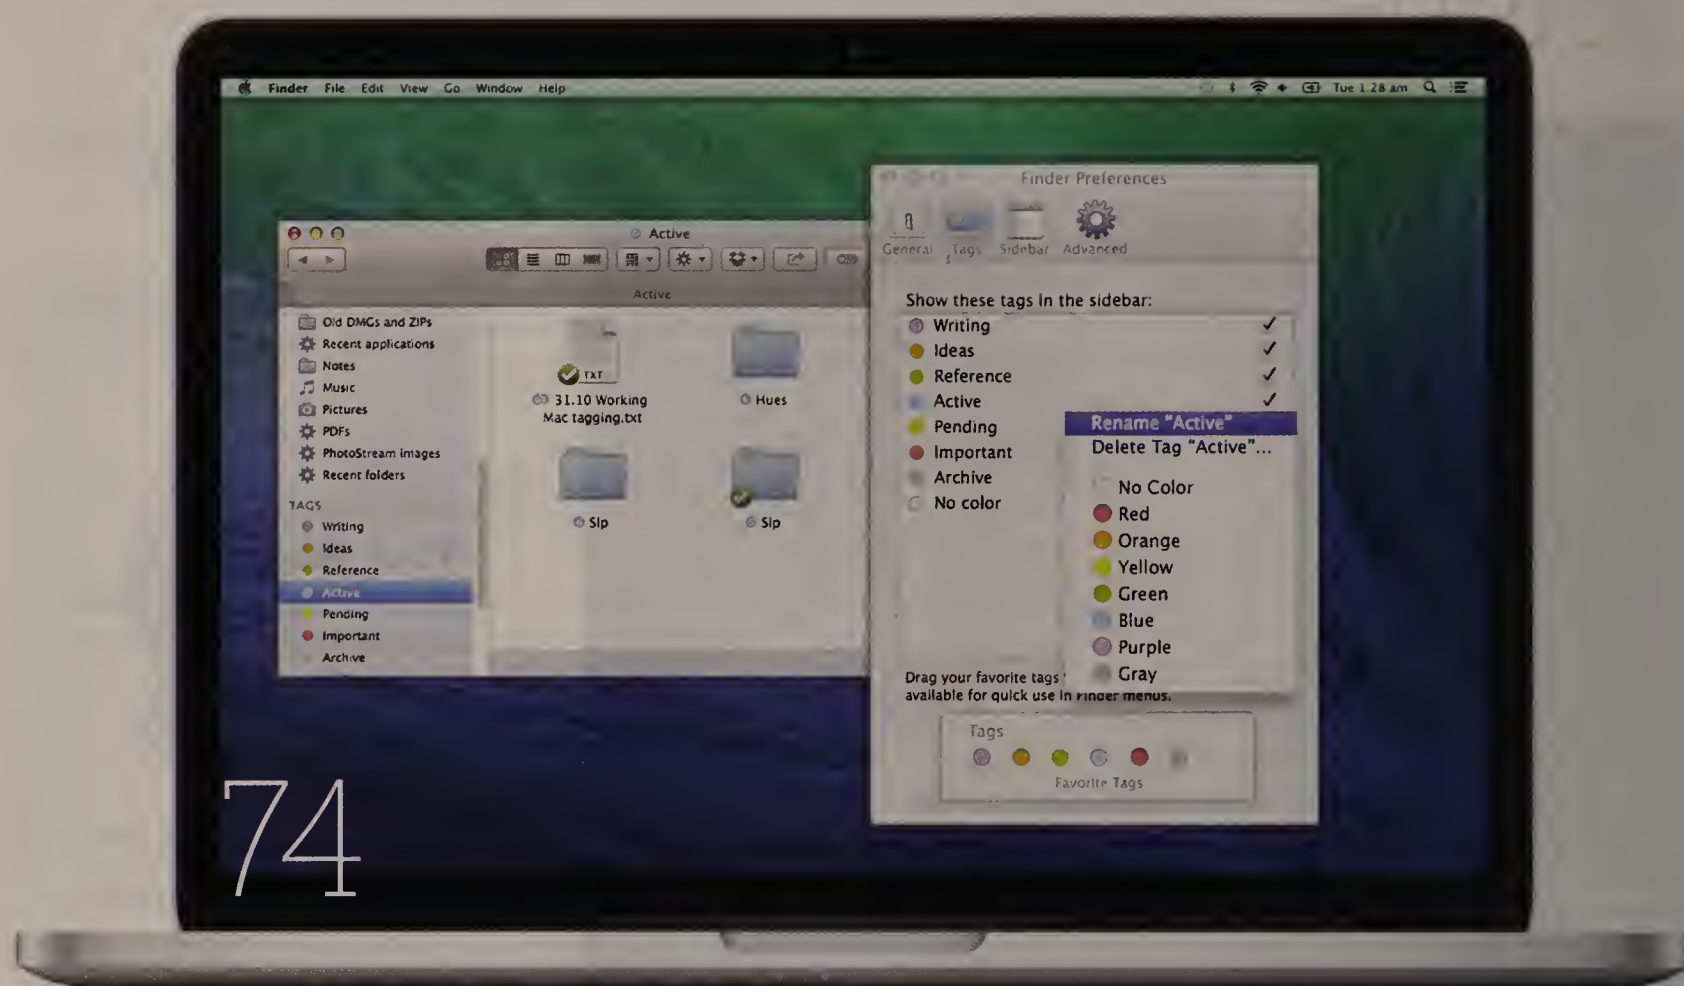 Finder File Edit View Go Window Help
Tue 1.28 am
Active
Active
Old DMGs and ZIPs
Recent applications
Notes
Music
Pictures
PDFs
PhotoStream images
Recent folders
TAGS
Writing
Ideas
Reference
Active
Pending
Important
Archive
TXT
31.10 Working
Mac tagging.txt
Hues
Slp
Slp
Finder Preferences
General Tags Sidebar Advanced
Show these tags in the sidebar:
Writing
Ideas
Reference
Active
Pending
Important
Archive
No color
Rename "Active"
Delete Tag "Active"...
No Color
Red
Orange
Yellow
Green
Blue
Purple
Gray
Drag your favorite tags
available for quick use in Finder menus.
Tags
Favorite Tags
74